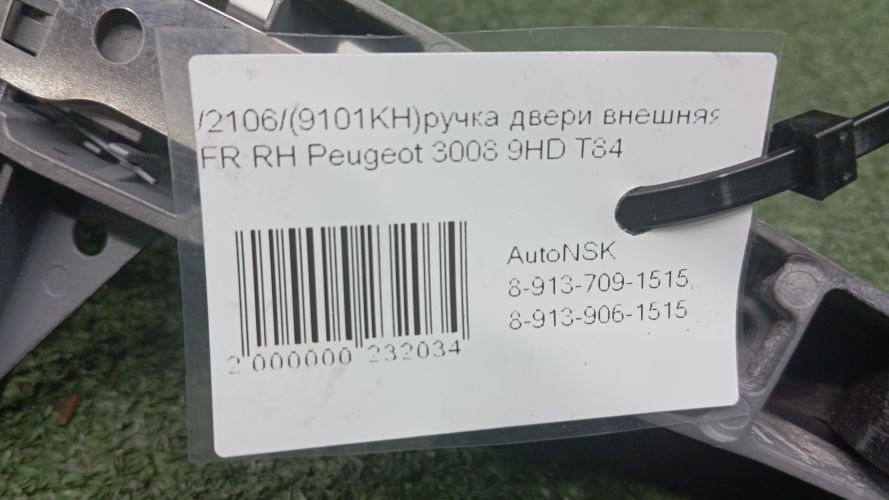 /2106/(9101KH)ручка двери внешняя
FR RH Peugeot 3008 9HD T84
AutoNSK
8-913-709-1515,
8-913-906-1515
2 000000 232034